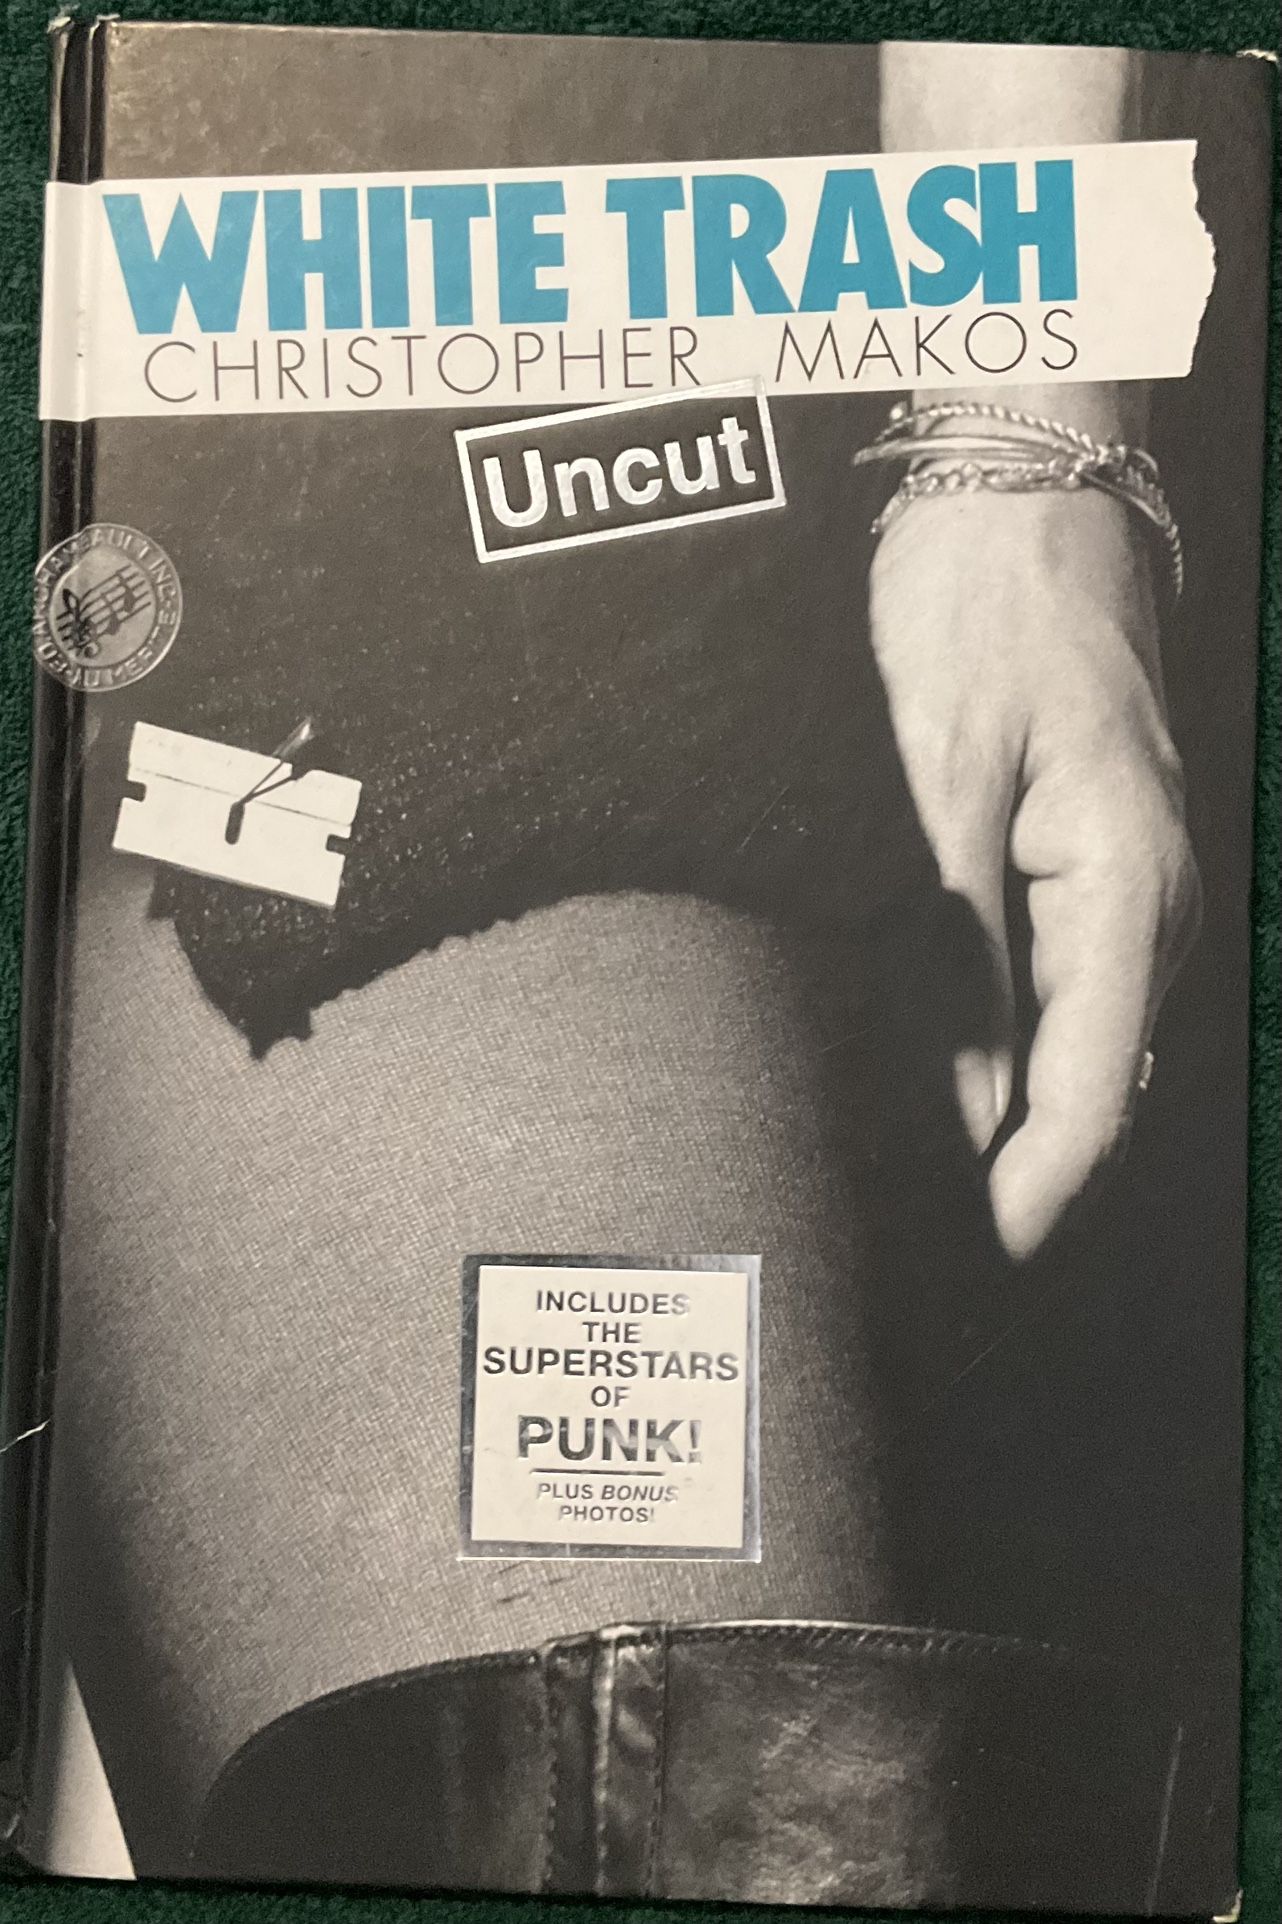 WHITE TRASH
CHRISTOPHER MAKOS
Uncut
INCLUDES
THE
SUPERSTARS
OF
PUNK!
PLUS BONUS
PHOTOS!